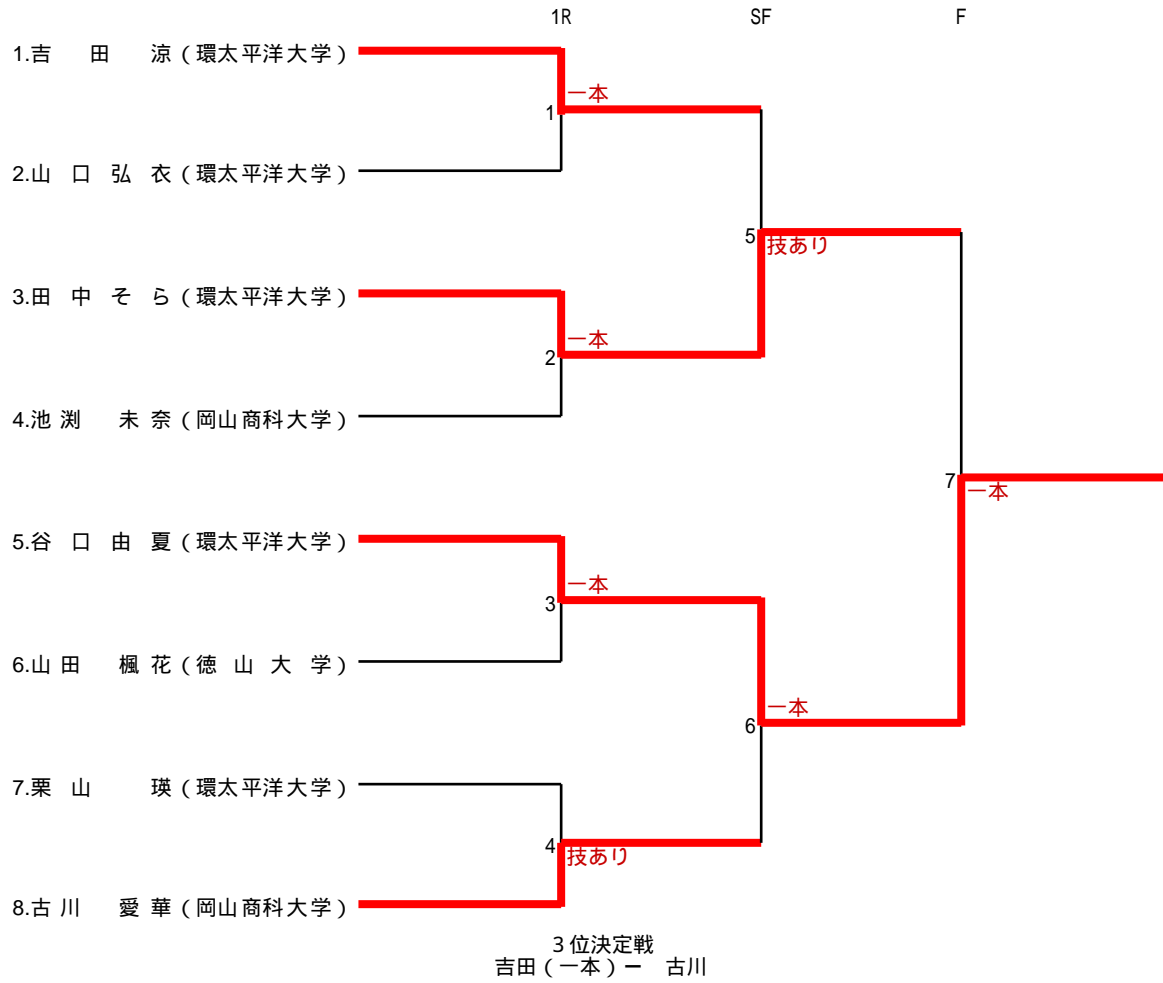 1R SF F
1.吉 田 涼(環太平洋大学)
一本
1
2.山 口 弘 衣(環太平洋大学)
5
技あり
3.田 中 そ ら(環太平洋大学)
一本
2
4.池 渕 未 奈(岡山商科大学)
7
一本
5.谷 口 由 夏(環太平洋大学)
一本
3
6.山 田 楓 花(徳 山 大 学)
一本
6
7.栗 山 瑛(環太平洋大学)
4
技あり
8.古 川 愛 華(岡山商科大学)
3位決定戦
吉田(一本)ー 古川